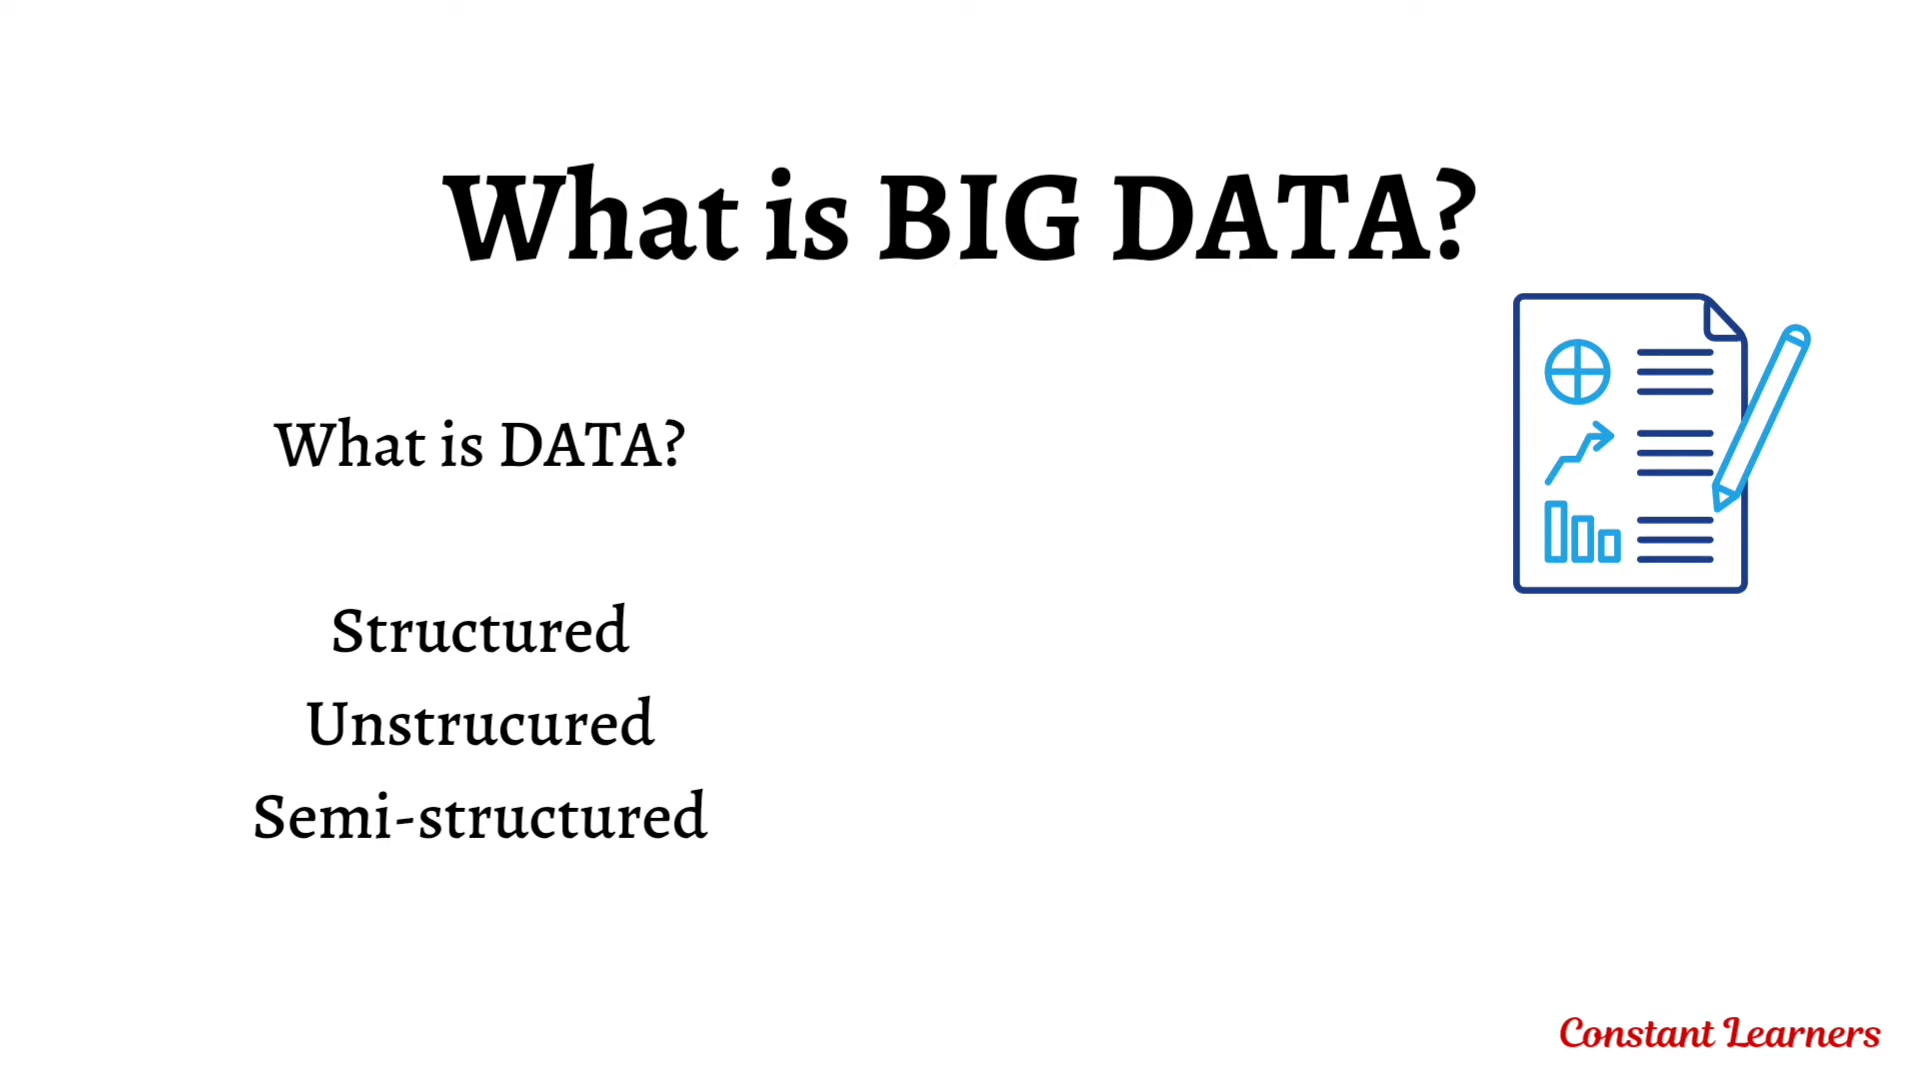 What is BIG DATA?
What is DATA?
Structured
Unstrucured
Semi-structured
Constant Learners